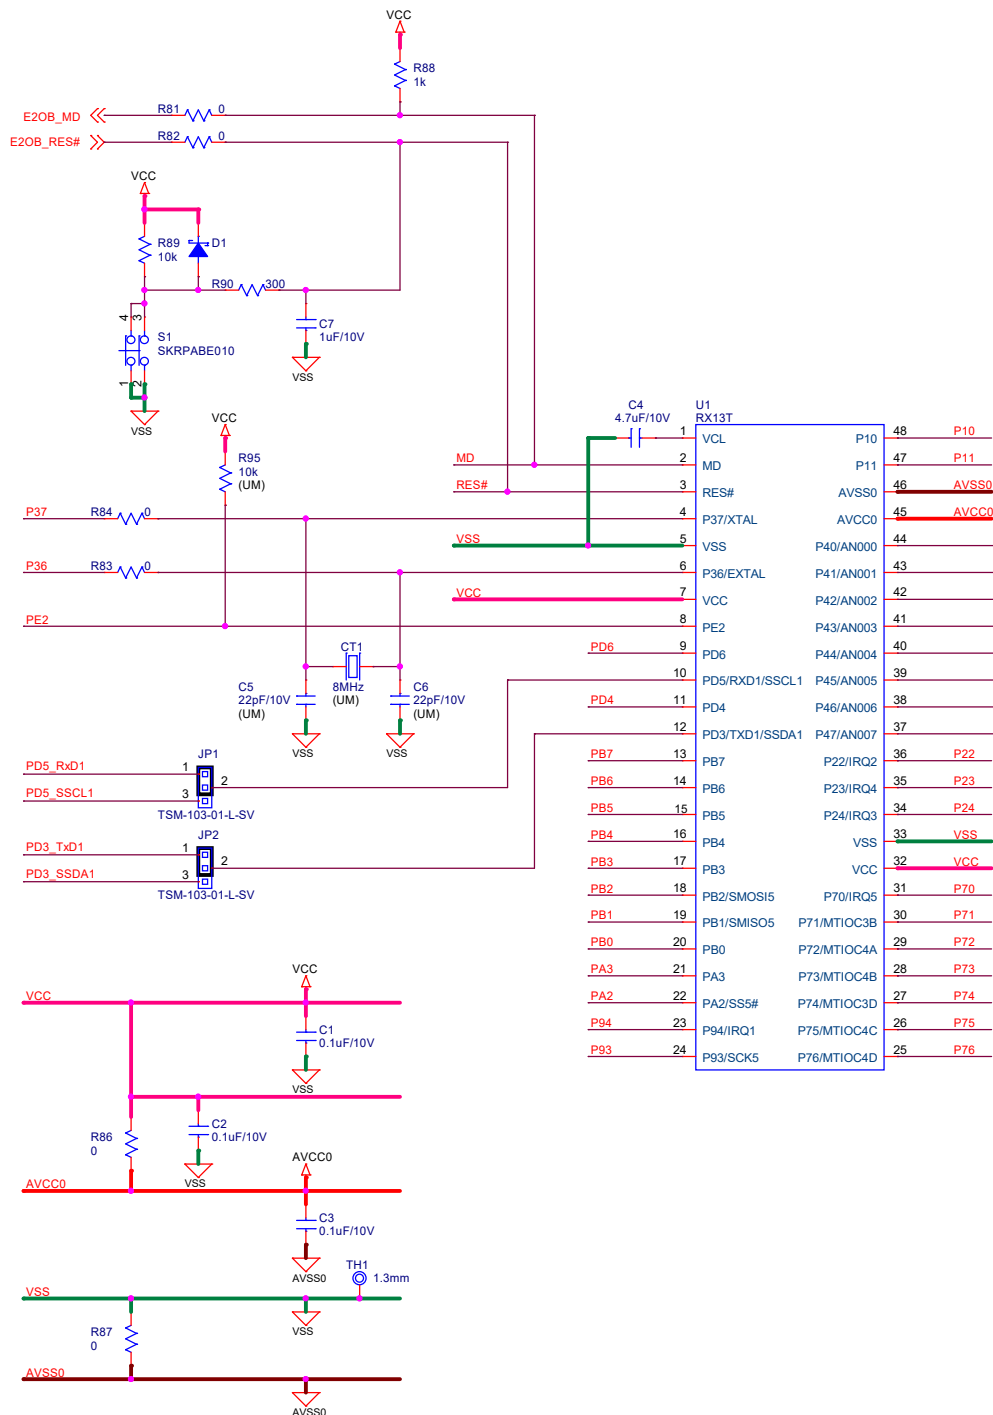 VCC
R88
1k
E2OB_MD
R81
0
E2OB_RES#
R82
0
VCC
R89
10k
D1
R90
300
C7
1uF/10V
VSS
4
3
S1
SKRPABE010
1
2
VSS
VCC
R95
10k
(UM)
P37
R84
0
P36
R83
0
PE2
CT1
8MHz
(UM)
C5
22pF/10V
(UM)
VSS
C6
22pF/10V
(UM)
VSS
JP1
PD5_RxD1
1
2
PD5_SSCL1
3
TSM-103-01-L-SV
JP2
PD3_TxD1
1
2
PD3_SSDA1
3
TSM-103-01-L-SV
C4
4.7uF/10V
U1
RX13T
1 VCL
MD 2 MD
RES# 3 RES#
4 P37/XTAL
VSS 5 VSS
6 P36/EXTAL
VCC 7 VCC
8 PE2
PD6 9 PD6
10 PD5/RXD1/SSCL1
PD4 11 PD4
12 PD3/TXD1/SSDA1
PB7 13 PB7
PB6 14 PB6
PB5 15 PB5
PB4 16 PB4
PB3 17 PB3
PB2 18 PB2/SMOSI5
PB1 19 PB1/SMISO5
PB0 20 PB0
PA3 21 PA3
PA2 22 PA2/SS5#
P94 23 P94/IRQ1
P93 24 P93/SCK5
P10 48 P10
P11 47 P11
AVSS0 46 AVSS0
AVCC0 45 AVCC0
P40/AN000 44
P41/AN001 43
P42/AN002 42
P43/AN003 41
P44/AN004 40
P45/AN005 39
P46/AN006 38
P47/AN007 37
P22/IRQ2 36 P22
P23/IRQ4 35 P23
P24/IRQ3 34 P24
VSS 33 VSS
VCC 32 VCC
P70/IRQ5 31 P70
P71/MTIOC3B 30 P71
P72/MTIOC4A 29 P72
P73/MTIOC4B 28 P73
P74/MTIOC3D 27 P74
P75/MTIOC4C 26 P75
P76/MTIOC4D 25 P76
VCC
VCC
C1
0.1uF/10V
VSS
C2
0.1uF/10V
VSS
R86
0
AVCC0
AVCC0
C3
0.1uF/10V
AVSS0
TH1
1.3mm
VSS
VSS
R87
0
AVSS0
AVSS0